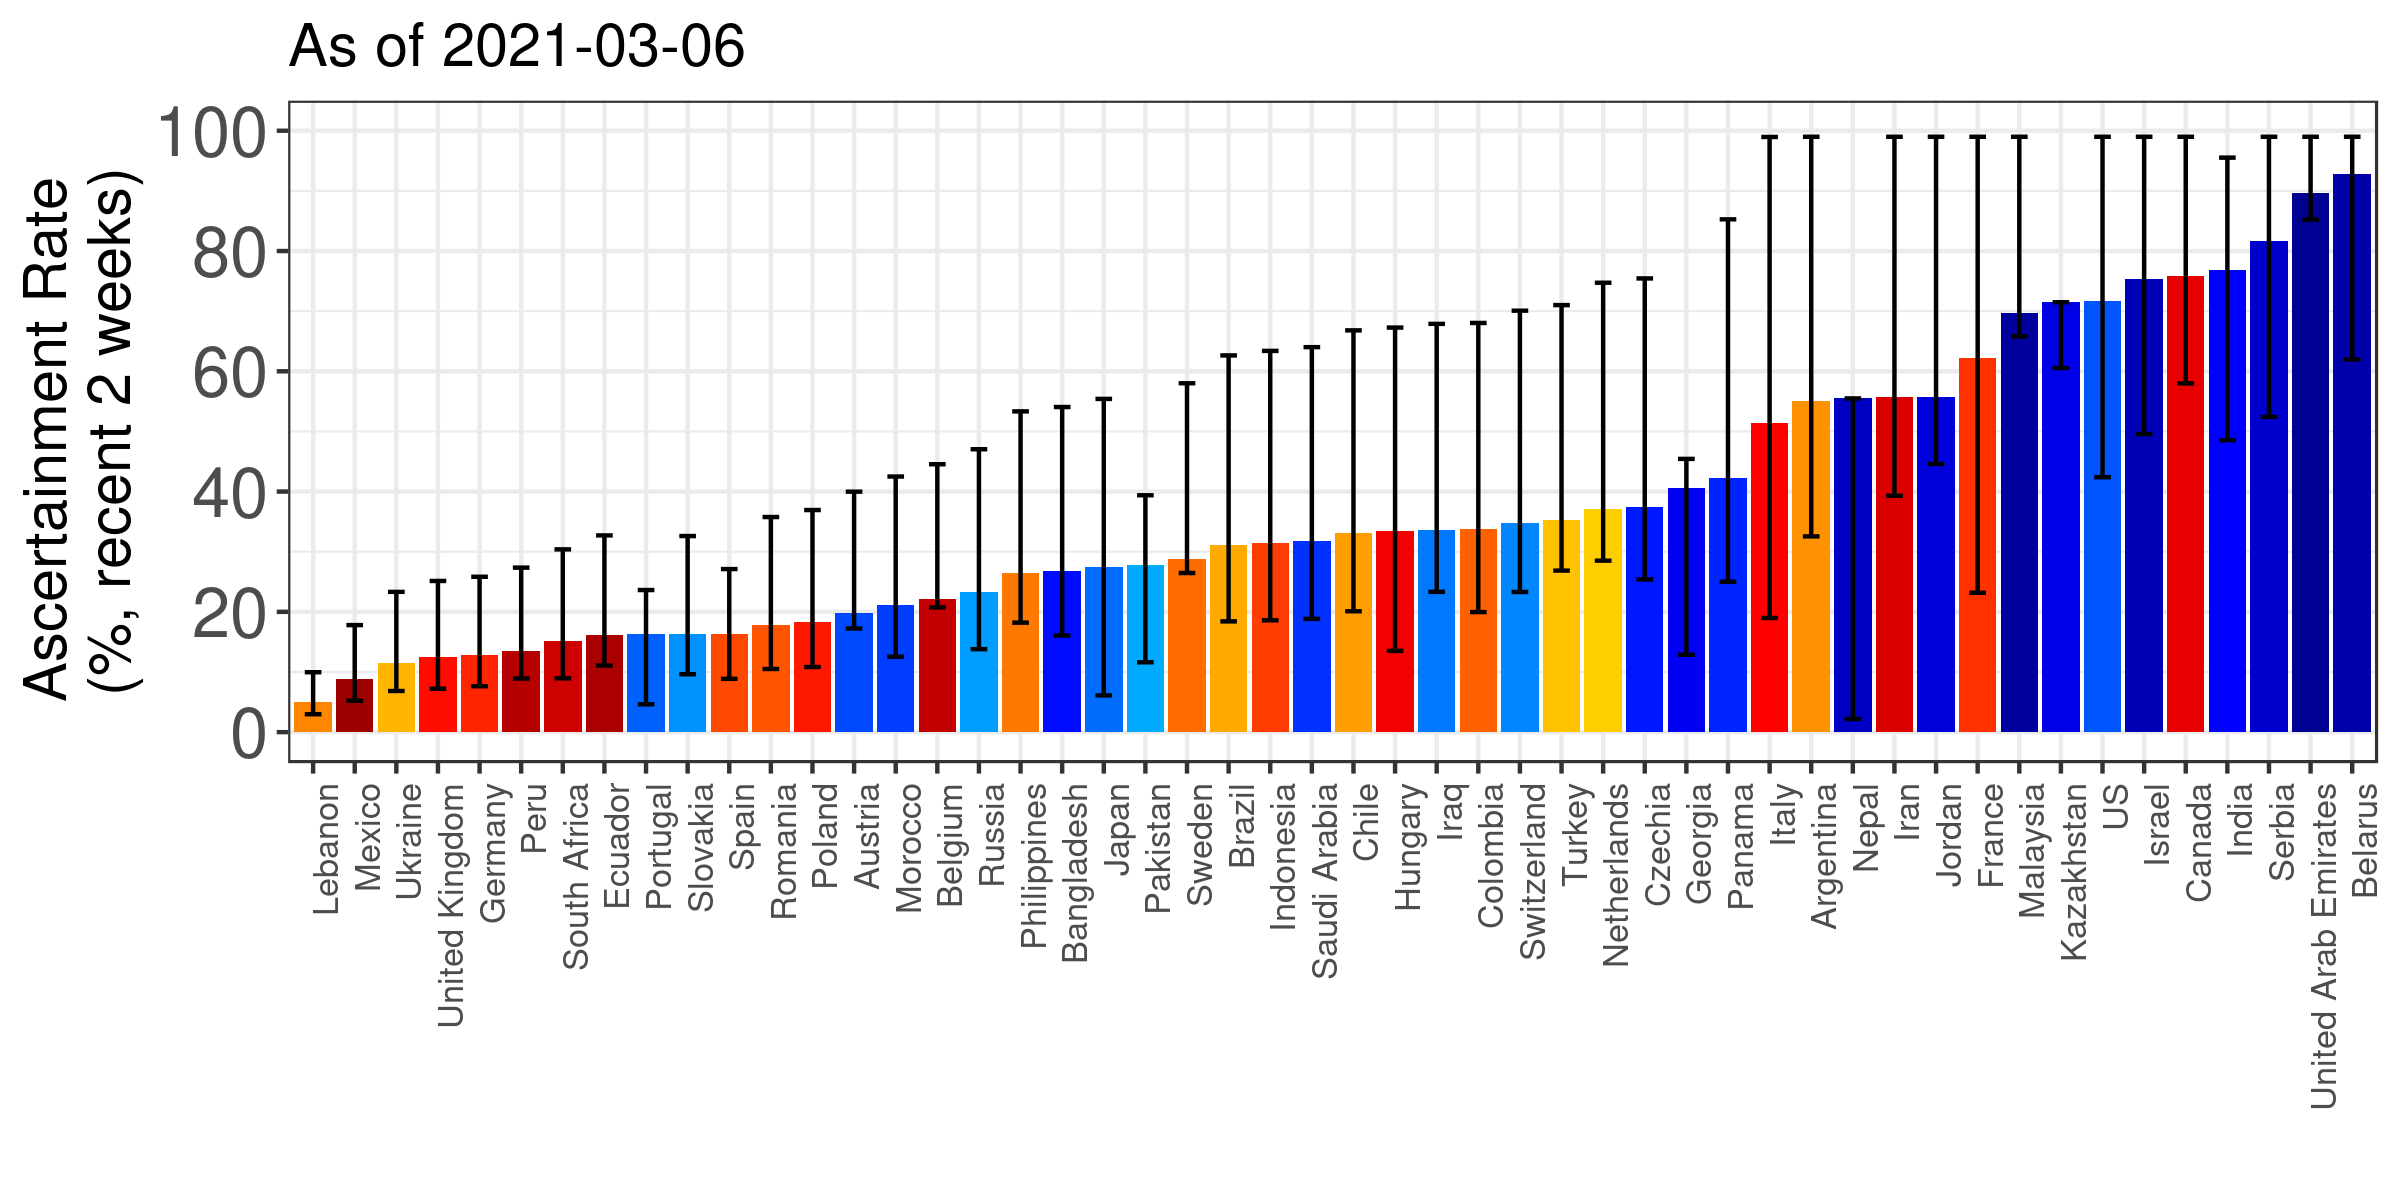 As of 2021-03-06
Ascertainment Rate
(%, recent 2 weeks)
100
80
60
40
20
0
Lebanon
Mexico
Ukraine
United Kingdom
Germany
Peru
South Africa
Ecuador
Portugal
Slovakia
Spain
Romania
Poland
Austria
Morocco
Belgium
Russia
Philippines
Bangladesh
Japan
Pakistan
Sweden
Brazil
Indonesia
Saudi Arabia
Chile
Hungary
Iraq
Colombia
Switzerland
Turkey
Netherlands
Czechia
Georgia
Panama
Italy
Argentina
Nepal
Iran
Jordan
France
Malaysia
Kazakhstan
US
Israel
Canada
India
Serbia
United Arab Emirates
Belarus